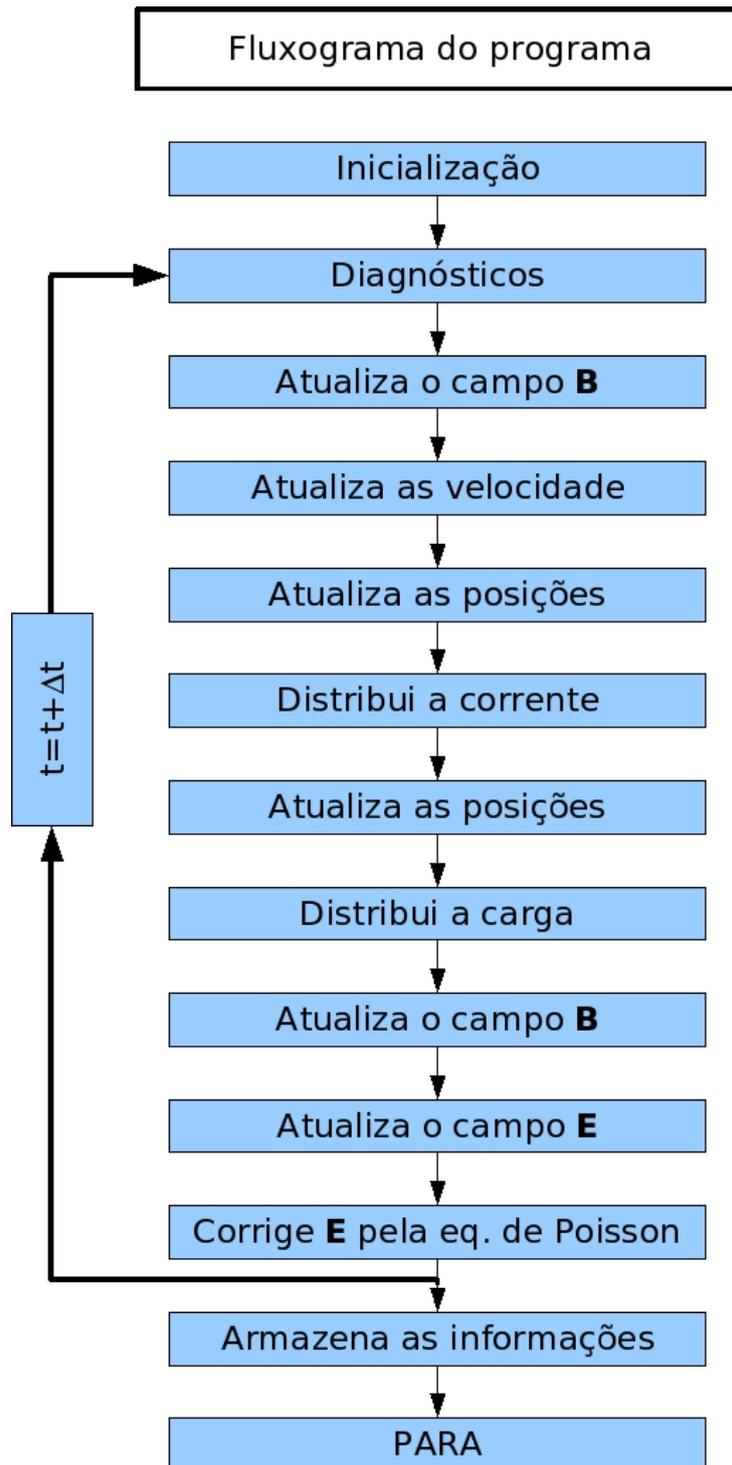 Fluxograma do programa
Inicialização
Diagnósticos
Atualiza o campo B
Atualiza as velocidade
Atualiza as posições
Distribui a corrente
t=t+Δt
Atualiza as posições
Distribui a carga
Atualiza o campo B
Atualiza o campo E
Corrige E pela eq. de Poisson
Armazena as informações
PARA